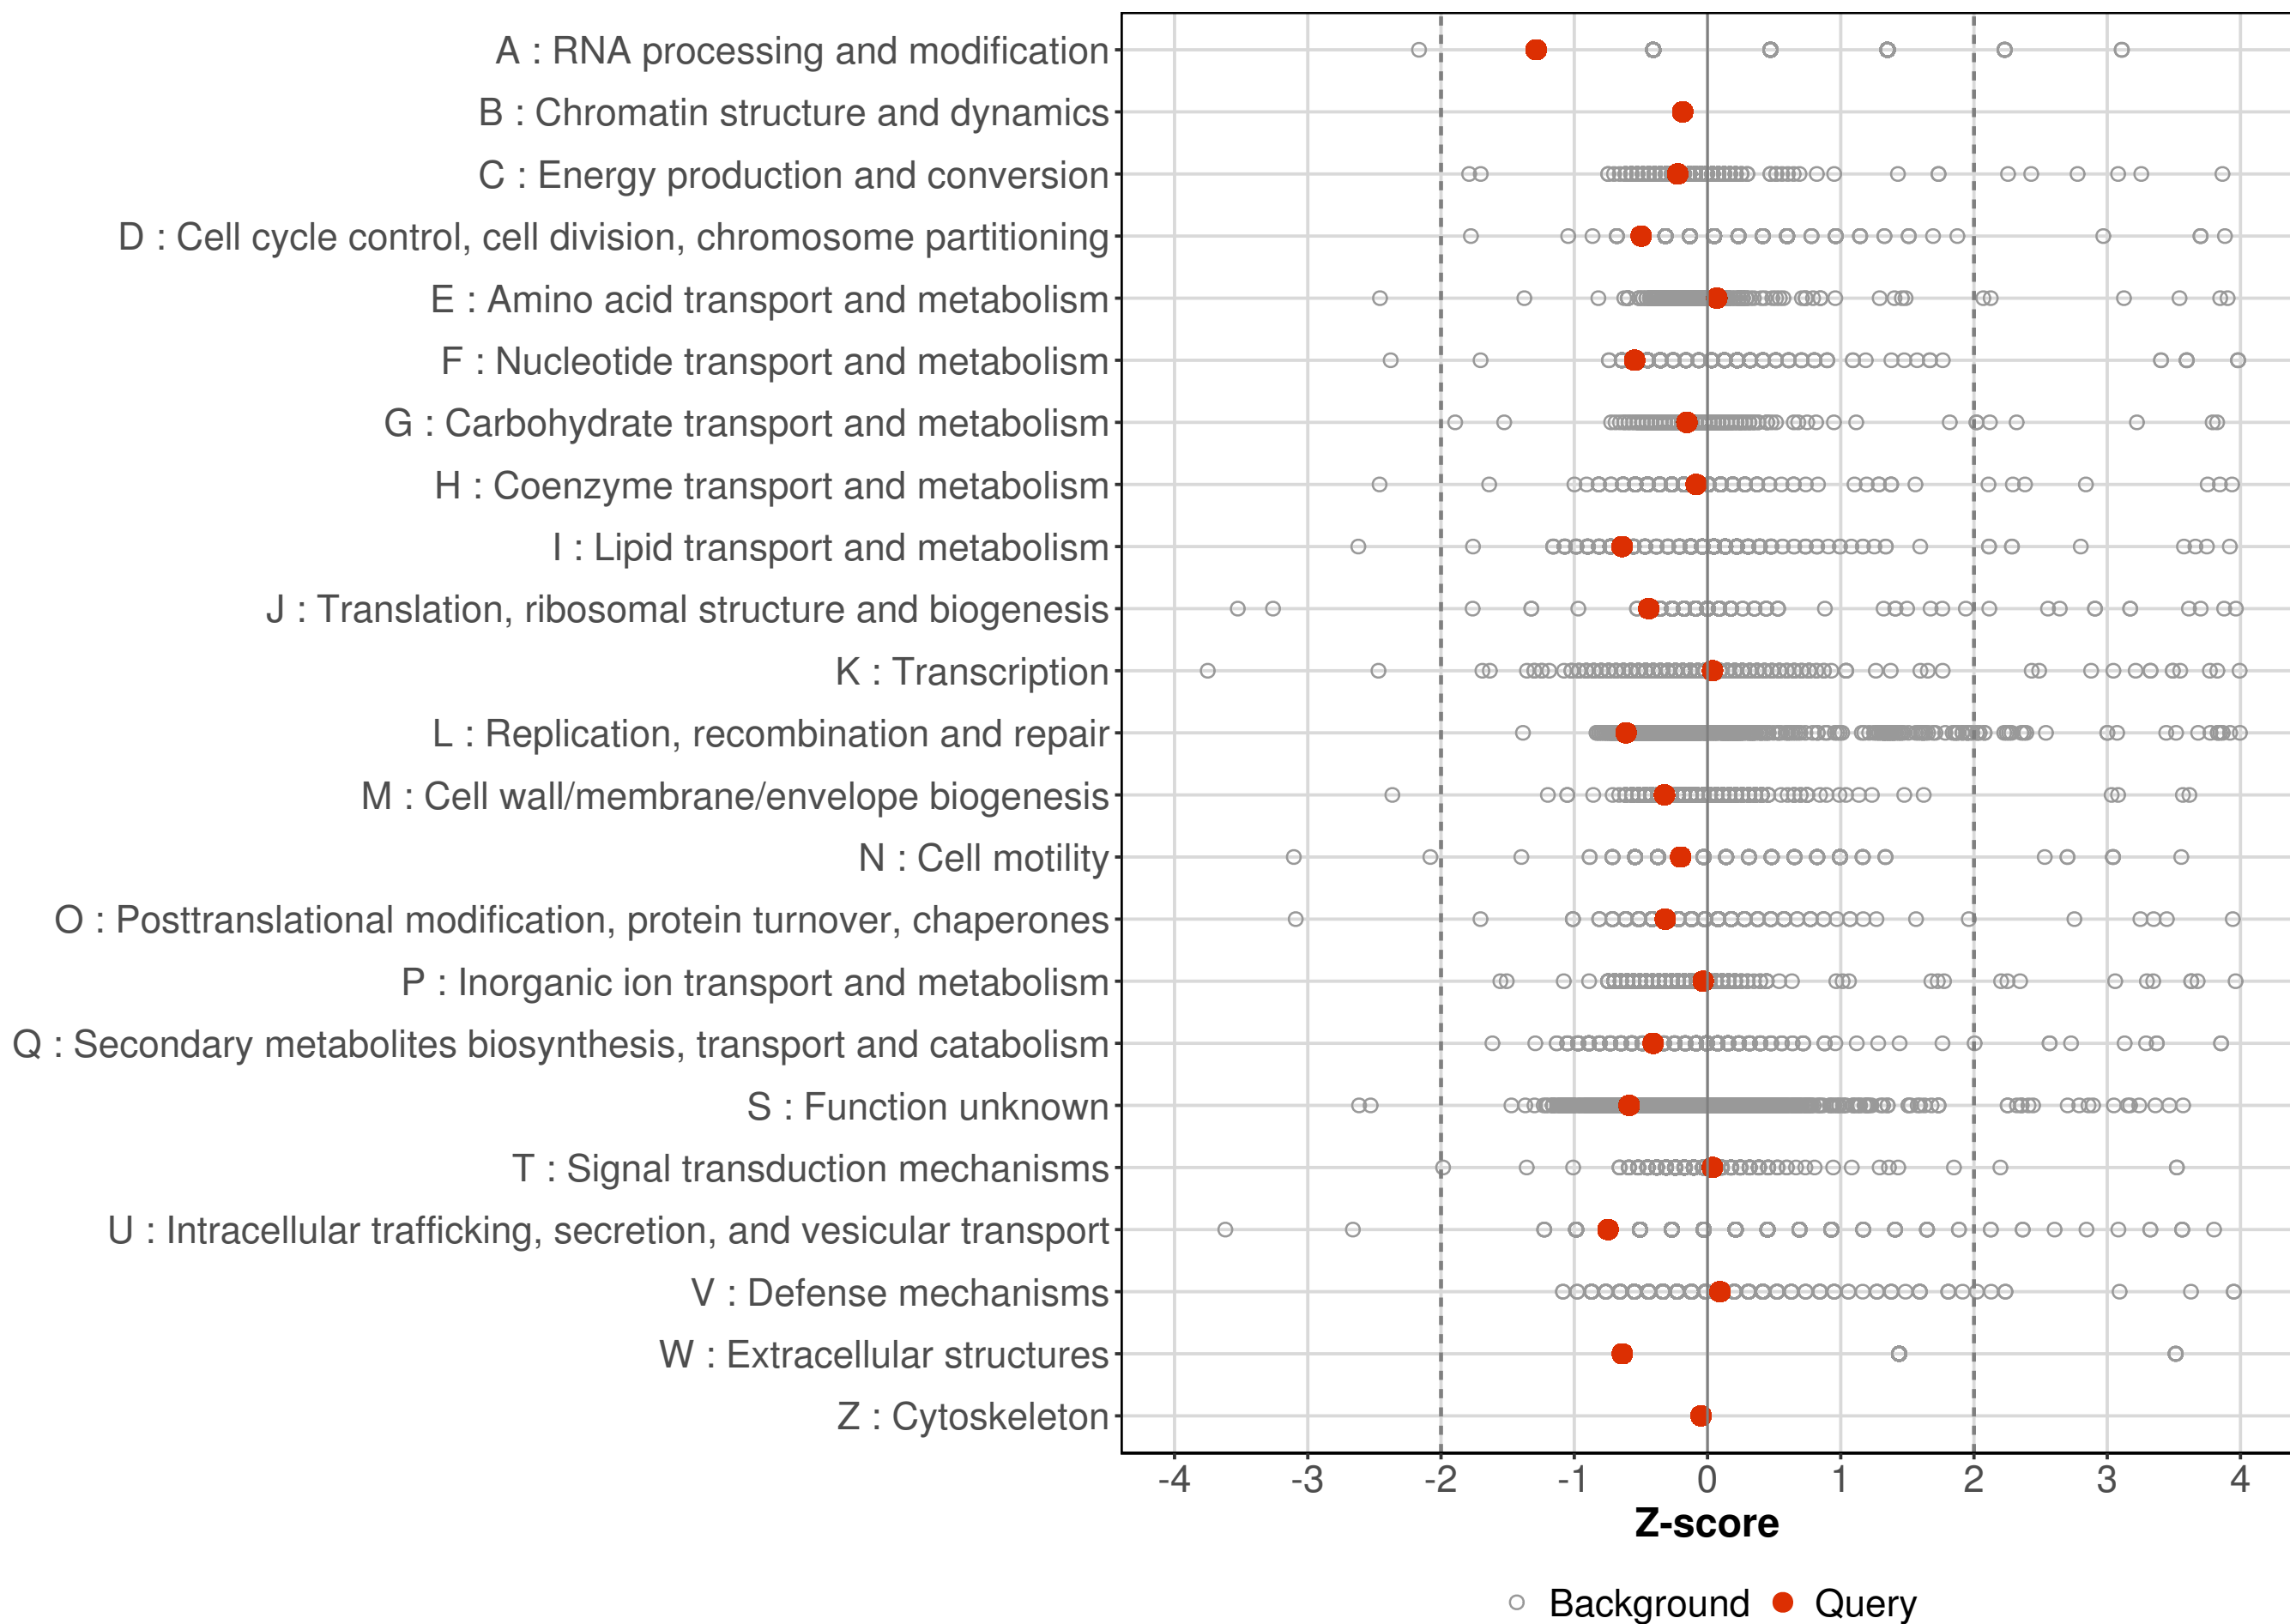 A : RNA processing and modification
B : Chromatin structure and dynamics
C : Energy production and conversion
D : Cell cycle control, cell division, chromosome partitioning
E : Amino acid transport and metabolism
F : Nucleotide transport and metabolism
G : Carbohydrate transport and metabolism
H : Coenzyme transport and metabolism
I : Lipid transport and metabolism
J : Translation, ribosomal structure and biogenesis
K : Transcription
L : Replication, recombination and repair
M : Cell wall/membrane/envelope biogenesis
N : Cell motility
O : Posttranslational modification, protein turnover, chaperones
P : Inorganic ion transport and metabolism
Q : Secondary metabolites biosynthesis, transport and catabolism
S : Function unknown
T : Signal transduction mechanisms
U : Intracellular trafficking, secretion, and vesicular transport
V : Defense mechanisms
W : Extracellular structures
Z : Cytoskeleton
-4 -3 -2 -1 0 1 2 3 4
Z-score
Background Query